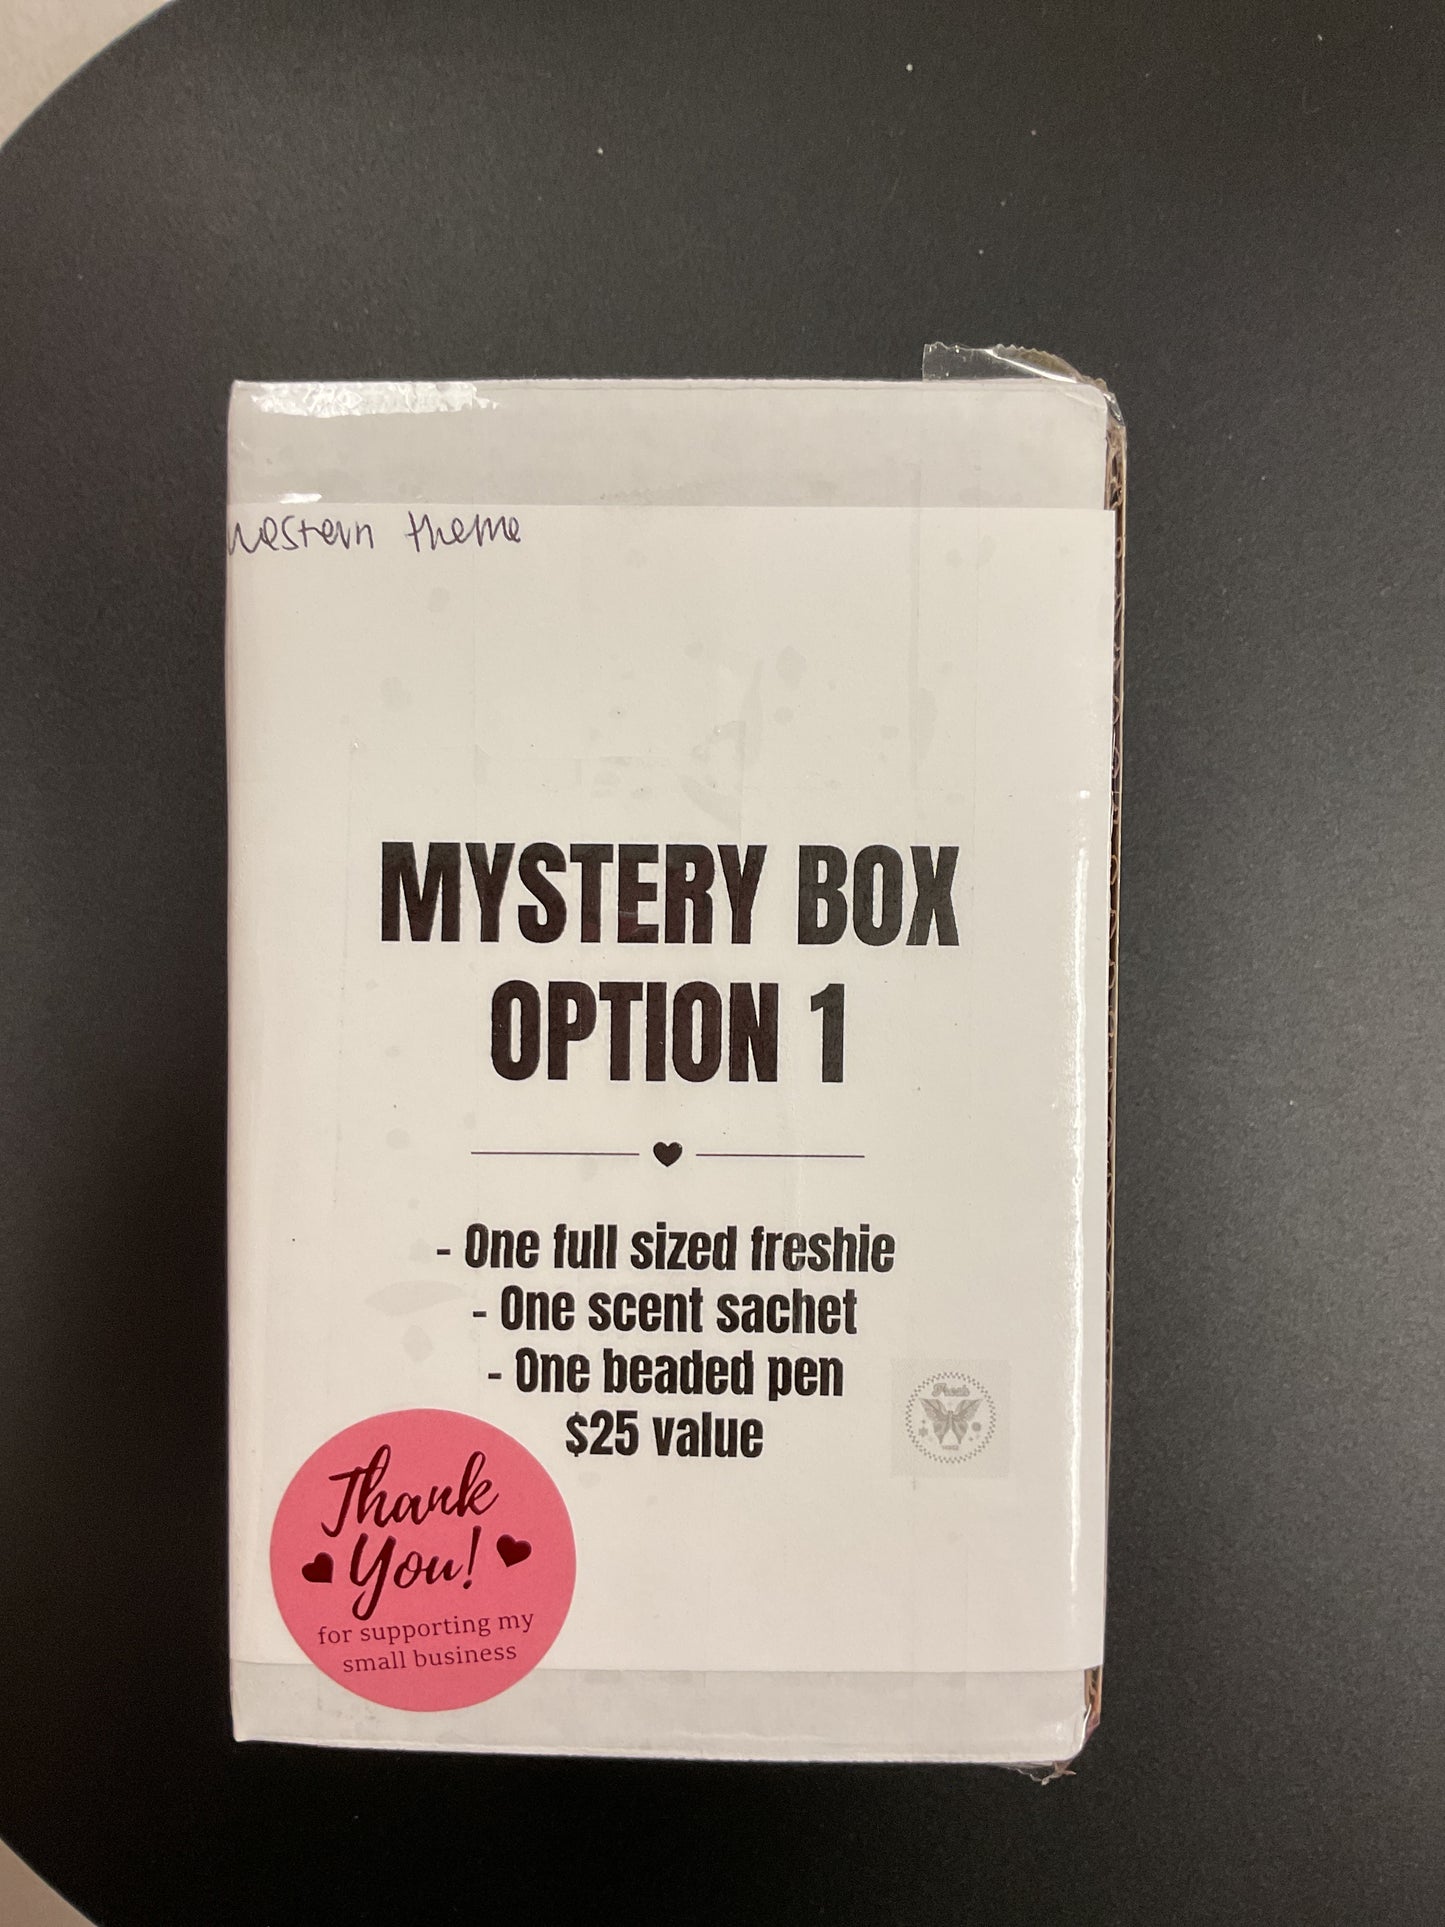 western theme
MYSTERY BOX
OPTION 1
- One full sized freshie
- One scent sachet
- One beaded pen
$25 value
Fresh
Thank
You!
for supporting my
small business